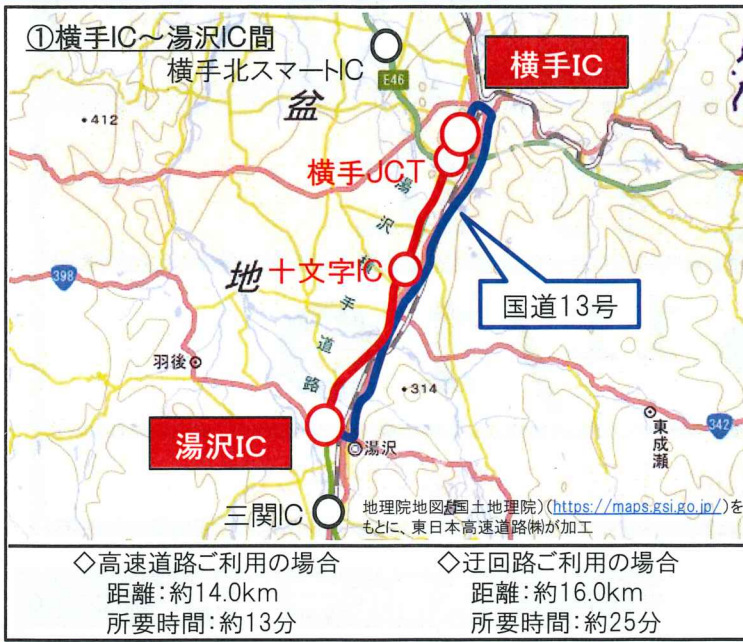 ①横手IC～湯沢IC間
横手北スマートIC
E46
横手IC
盆
412
横手JCT
湯沢横手道路
398
地
十文字IC
国道13号
羽後
314
湯沢IC
湯沢
東成瀬
342
三関IC
地理院地図(国土地理院)(https://maps.gsi.go.jp/)を
もとに、東日本高速道路㈱が加工
◇高速道路ご利用の場合
距離：約14.0km
所要時間：約13分
◇迂回路ご利用の場合
距離：約16.0km
所要時間：約25分